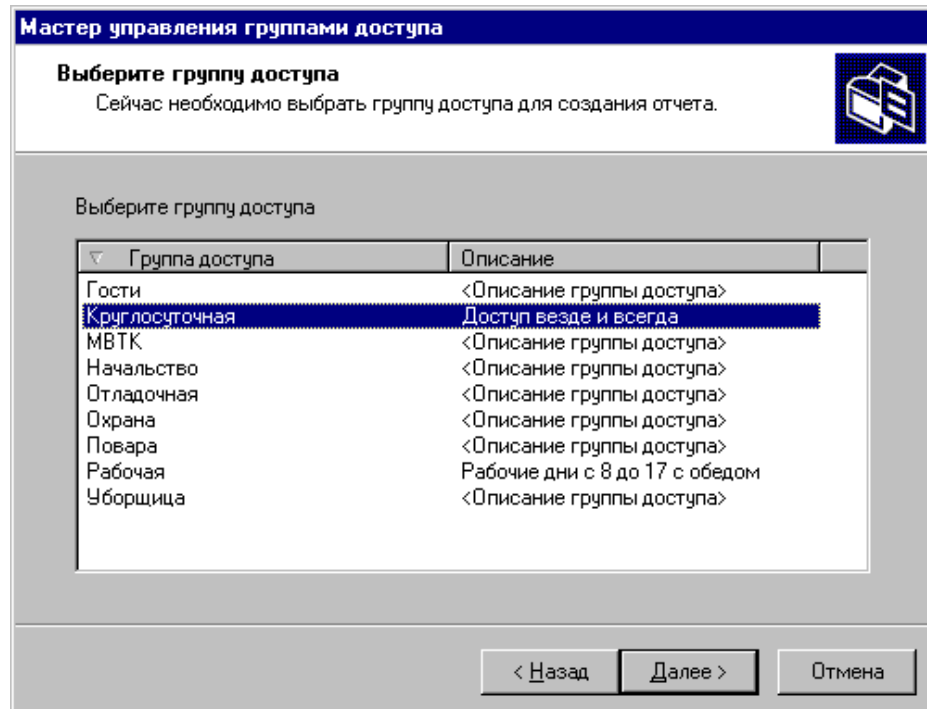 Мастер управления группами доступа
Выберите группу доступа
Сейчас необходимо выбрать группу доступа для создания отчета.
Выберите группу доступа
Группа доступа Описание
Гости <Описание группы доступа>
Круглосуточная Доступ везде и всегда
МВТК <Описание группы доступа>
Начальство <Описание группы доступа>
Отладочная <Описание группы доступа>
Охрана <Описание группы доступа>
Повара <Описание группы доступа>
Рабочая Рабочие дни с 8 до 17 с обедом
Уборщица <Описание группы доступа>
< Назад Далее > Отмена